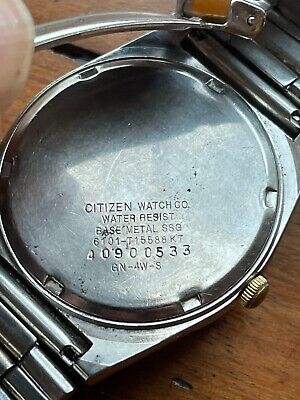 CITIZEN WATCH CO.
WATER RESIST
BASE METAL SSG
6101-T15588 KT
40900533
GN-4W-S